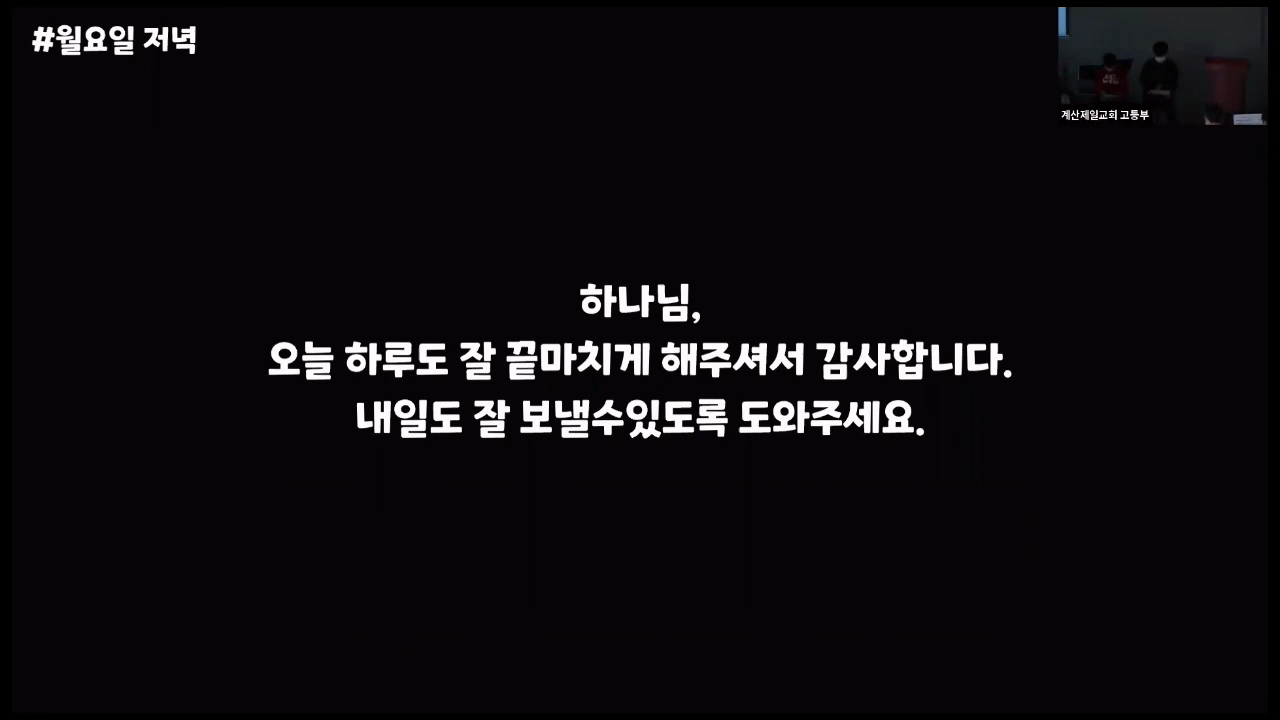 #월요일 저녁
계산제일교회 고등부
하나님,
오늘 하루도 잘 끝마치게 해주셔서 감사합니다.
내일도 잘 보낼수있도록 도와주세요.